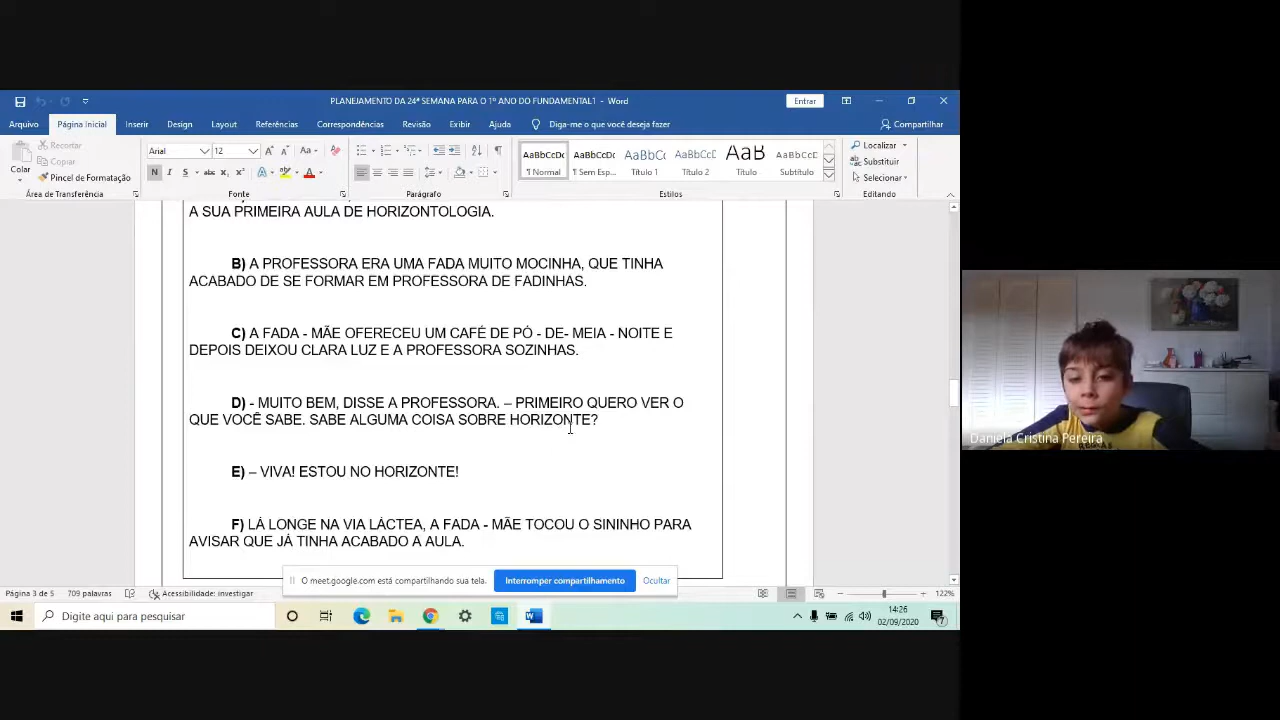 PLANEJAMENTO DA 24ª SEMANA PARA O 1º ANO DO FUNDAMENTAL1 - Word
Entrar
Arquivo Página Inicial Inserir Design Layout Referências Correspondências Revisão Exibir Ajuda Diga-me o que você deseja fazer Compartilhar
Colar
Recortar
Copiar
Pincel de Formatação
Área de Transferência
Arial 12
N I S abc x₂ x²
Fonte
Parágrafo
AaBbCcDc AaBbCcDc AaBbCc AaBbCcD AaB AaBbCcD
¶ Normal ¶ Sem Esp... Título 1 Título 2 Título Subtítulo
Estilos
Localizar
Substituir
Selecionar
Editando
A SUA PRIMEIRA AULA DE HORIZONTOLOGIA.
B) A PROFESSORA ERA UMA FADA MUITO MOCINHA, QUE TINHA
ACABADO DE SE FORMAR EM PROFESSORA DE FADINHAS.
C) A FADA - MÃE OFERECEU UM CAFÉ DE PÓ - DE- MEIA - NOITE E
DEPOIS DEIXOU CLARA LUZ E A PROFESSORA SOZINHAS.
D) - MUITO BEM, DISSE A PROFESSORA. – PRIMEIRO QUERO VER O
QUE VOCÊ SABE. SABE ALGUMA COISA SOBRE HORIZONTE?
E) – VIVA! ESTOU NO HORIZONTE!
F) LÁ LONGE NA VIA LÁCTEA, A FADA - MÃE TOCOU O SININHO PARA
AVISAR QUE JÁ TINHA ACABADO A AULA.
O meet.google.com está compartilhando sua tela. Interromper compartilhamento Ocultar
Página 3 de 5 709 palavras Acessibilidade: investigar 122%
Digite aqui para pesquisar
14:26
02/09/2020
Daniela Cristina Pereira